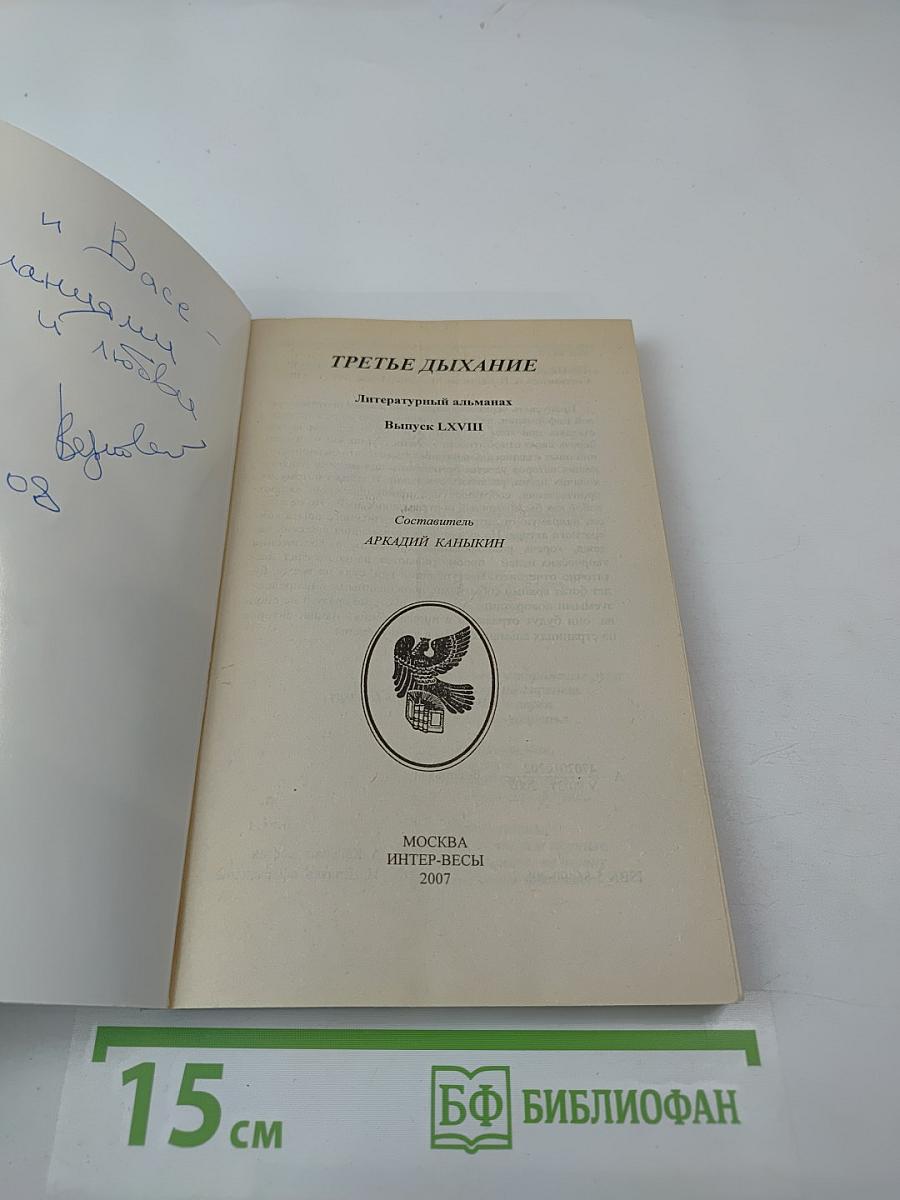 и Васе -
и любви
08
ТРЕТЬЕ ДЫХАНИЕ
Литературный альманах
Выпуск LXVIII
Составитель
АРКАДИЙ КАНЫКИН
МОСКВА
ИНТЕР-ВЕСЫ
2007
15 см
БФ БИБЛИОФАН